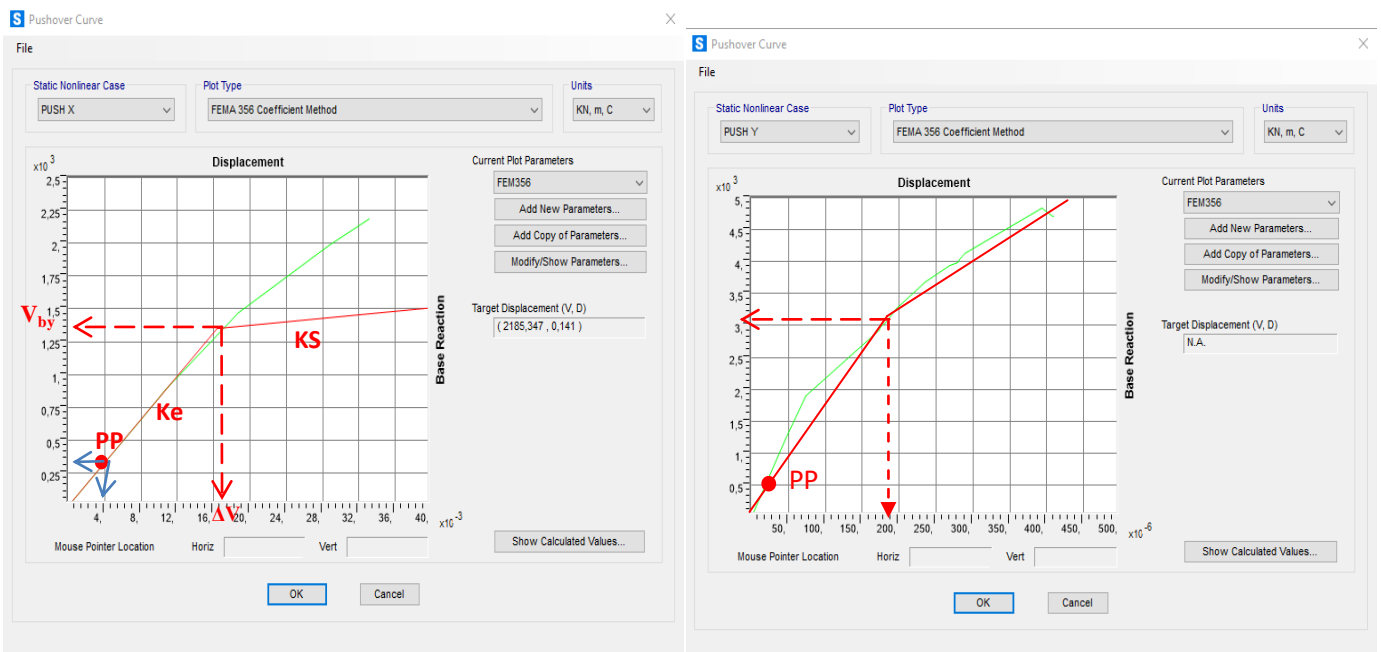 Pushover Curve
File
Static Nonlinear Case
PUSH X
Plot Type
FEMA 356 Coefficient Method
Units
KN, m, C
x10 3
Displacement
2,5
2,25
2,
1,75
1,5
1,25
1,
0,75
0,5
0,25
Vby
KS
Ke
PP
ΔV
4, 8, 12, 16, 20, 24, 28, 32, 36, 40, x10 -3
Base Reaction
Current Plot Parameters
FEM356
Add New Parameters...
Add Copy of Parameters...
Modify/Show Parameters...
Target Displacement (V, D)
( 2185,347 , 0,141 )
Mouse Pointer Location Horiz Vert
Show Calculated Values...
OK Cancel
Pushover Curve
File
Static Nonlinear Case
PUSH Y
Plot Type
FEMA 356 Coefficient Method
Units
KN, m, C
x10 3
Displacement
5,
4,5
4,
3,5
3,
2,5
2,
1,5
1,
0,5
PP
50, 100, 150, 200, 250, 300, 350, 400, 450, 500, x10 -6
Base Reaction
Current Plot Parameters
FEM356
Add New Parameters...
Add Copy of Parameters...
Modify/Show Parameters...
Target Displacement (V, D)
N.A.
Mouse Pointer Location Horiz Vert
Show Calculated Values...
OK Cancel